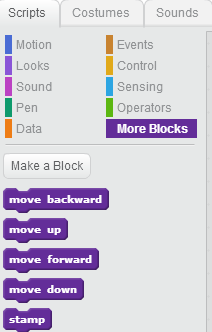 Scripts Costumes Sounds
Motion Events
Looks Control
Sound Sensing
Pen Operators
Data More Blocks
Make a Block
move backward
move up
move forward
move down
stamp